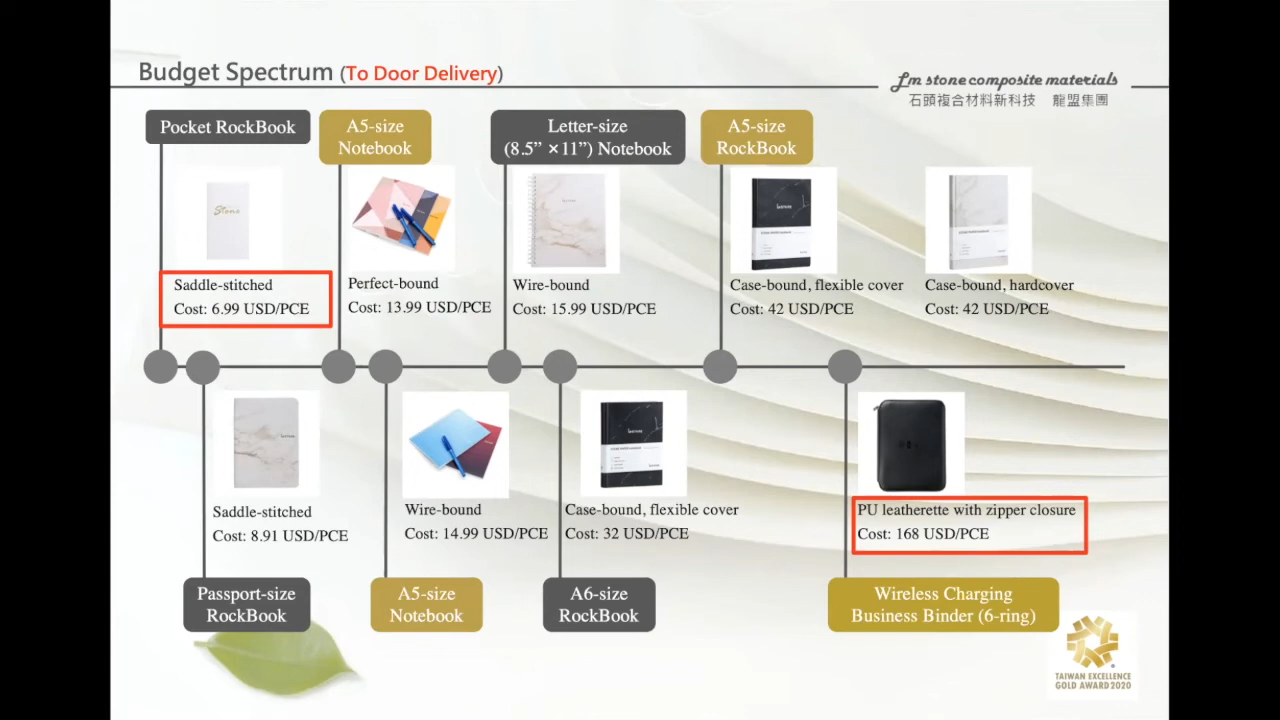 Budget Spectrum (To Door Delivery)
Lm stone composite materials
石頭複合材料新科技 龍盟集團
Pocket RockBook
A5-size
Notebook
Letter-size
(8.5” ×11”) Notebook
A5-size
RockBook
Stone
Saddle-stitched
Cost: 6.99 USD/PCE
Perfect-bound
Cost: 13.99 USD/PCE
Wire-bound
Cost: 15.99 USD/PCE
Case-bound, flexible cover
Cost: 42 USD/PCE
Case-bound, hardcover
Cost: 42 USD/PCE
Saddle-stitched
Cost: 8.91 USD/PCE
Wire-bound
Cost: 14.99 USD/PCE
Case-bound, flexible cover
Cost: 32 USD/PCE
PU leatherette with zipper closure
Cost: 168 USD/PCE
Passport-size
RockBook
A5-size
Notebook
A6-size
RockBook
Wireless Charging
Business Binder (6-ring)
TAIWAN EXCELLENCE
GOLD AWARD 2020